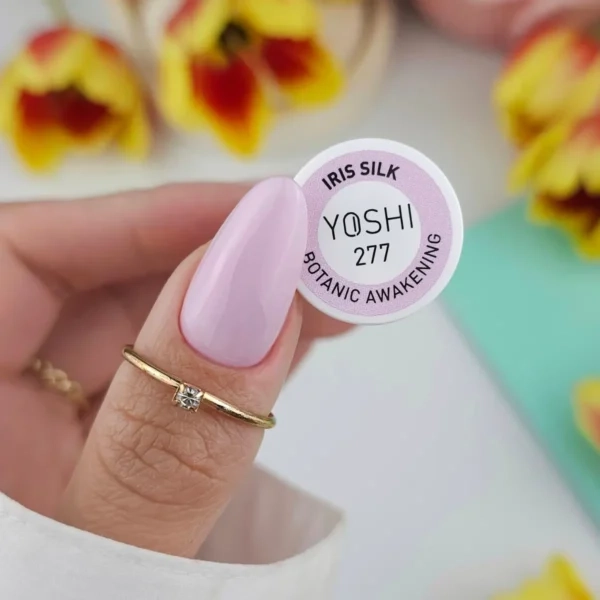 IRIS SILK
YOSHI
277
BOTANIC AWAKENING